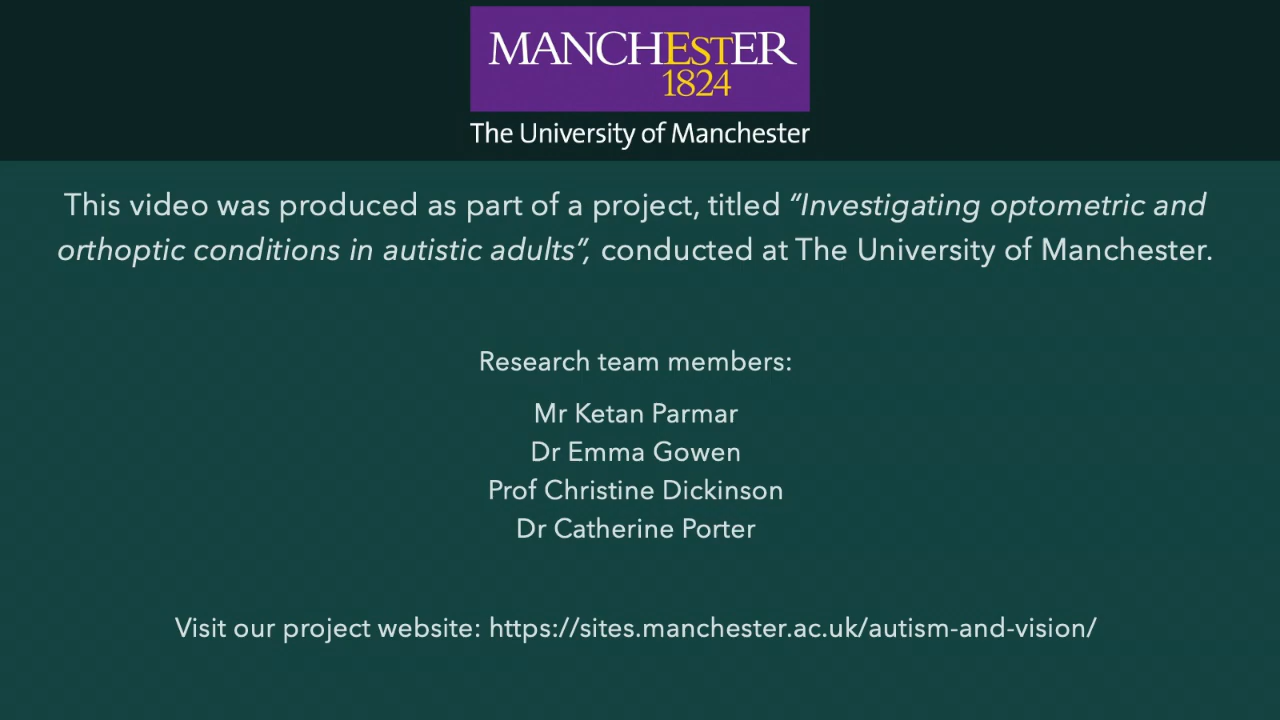 MANCHESTER
1824
The University of Manchester
This video was produced as part of a project, titled “Investigating optometric and
orthoptic conditions in autistic adults”, conducted at The University of Manchester.
Research team members:
Mr Ketan Parmar
Dr Emma Gowen
Prof Christine Dickinson
Dr Catherine Porter
Visit our project website: https://sites.manchester.ac.uk/autism-and-vision/